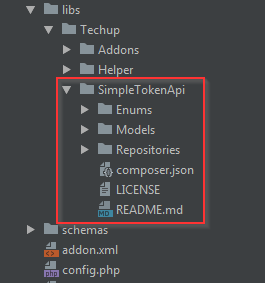 libs
Techup
Addons
Helper
SimpleTokenApi
Enums
Models
Repositories
composer.json
LICENSE
README.md
schemas
addon.xml
config.php